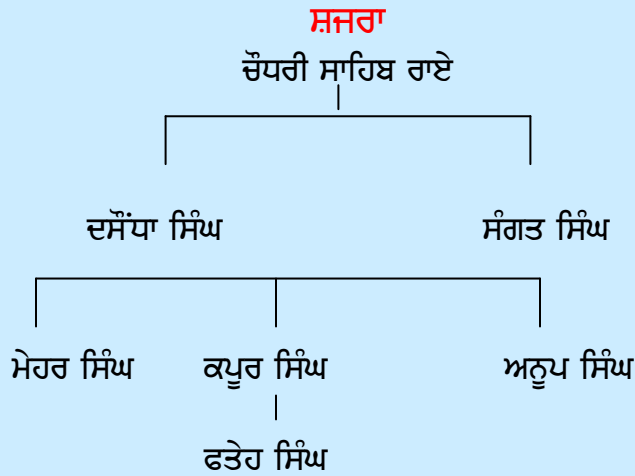 ਸ਼ਜਰਾ
ਚੌਧਰੀ ਸਾਹਿਬ ਰਾਏ
ਦਸੌਂਧਾ ਸਿੰਘ ਸੰਗਤ ਸਿੰਘ
ਮੇਹਰ ਸਿੰਘ ਕਪੂਰ ਸਿੰਘ ਅਨੂਪ ਸਿੰਘ
ਫਤੇਹ ਸਿੰਘ